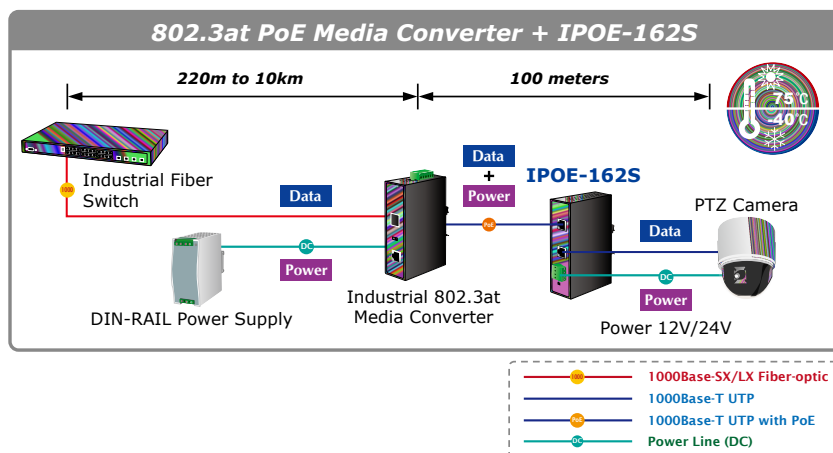 802.3at PoE Media Converter + IPOE-162S
220m to 10km
100 meters
75°C
-40°C
Industrial Fiber
Switch
1000
Data
Data
+
Power
IPOE-162S
PTZ Camera
PoE
Data
DC
Power
DC
Power
DIN-RAIL Power Supply
Industrial 802.3at
Media Converter
Power 12V/24V
1000 1000Base-SX/LX Fiber-optic
1000Base-T UTP
PoE 1000Base-T UTP with PoE
DC Power Line (DC)